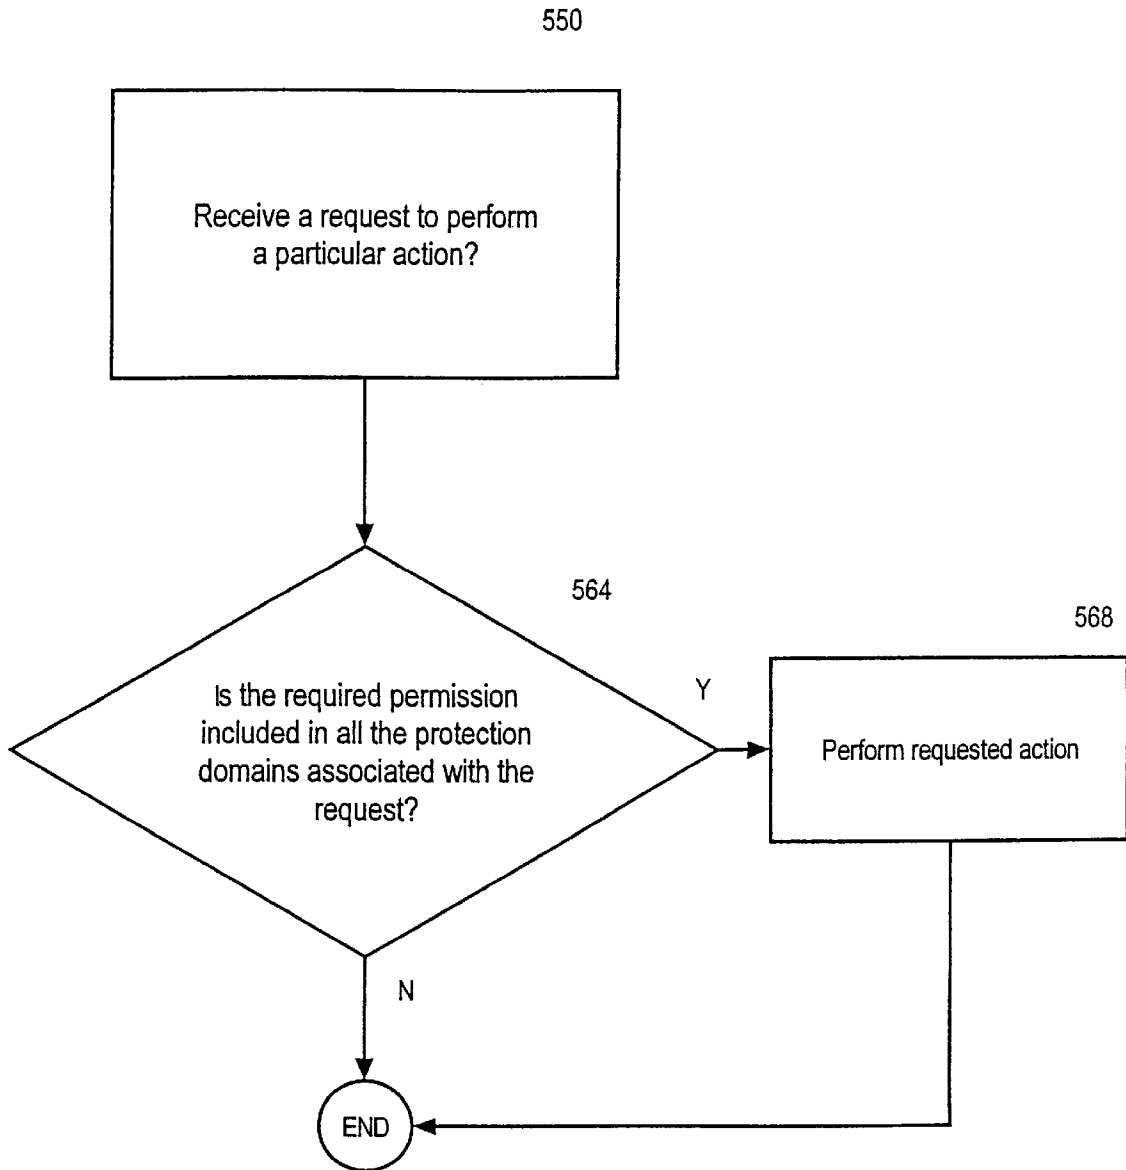 550
Receive a request to perform
a particular action?
564
568
Y
Is the required permission
included in all the protection
domains associated with the
request?
Perform requested action
N
END